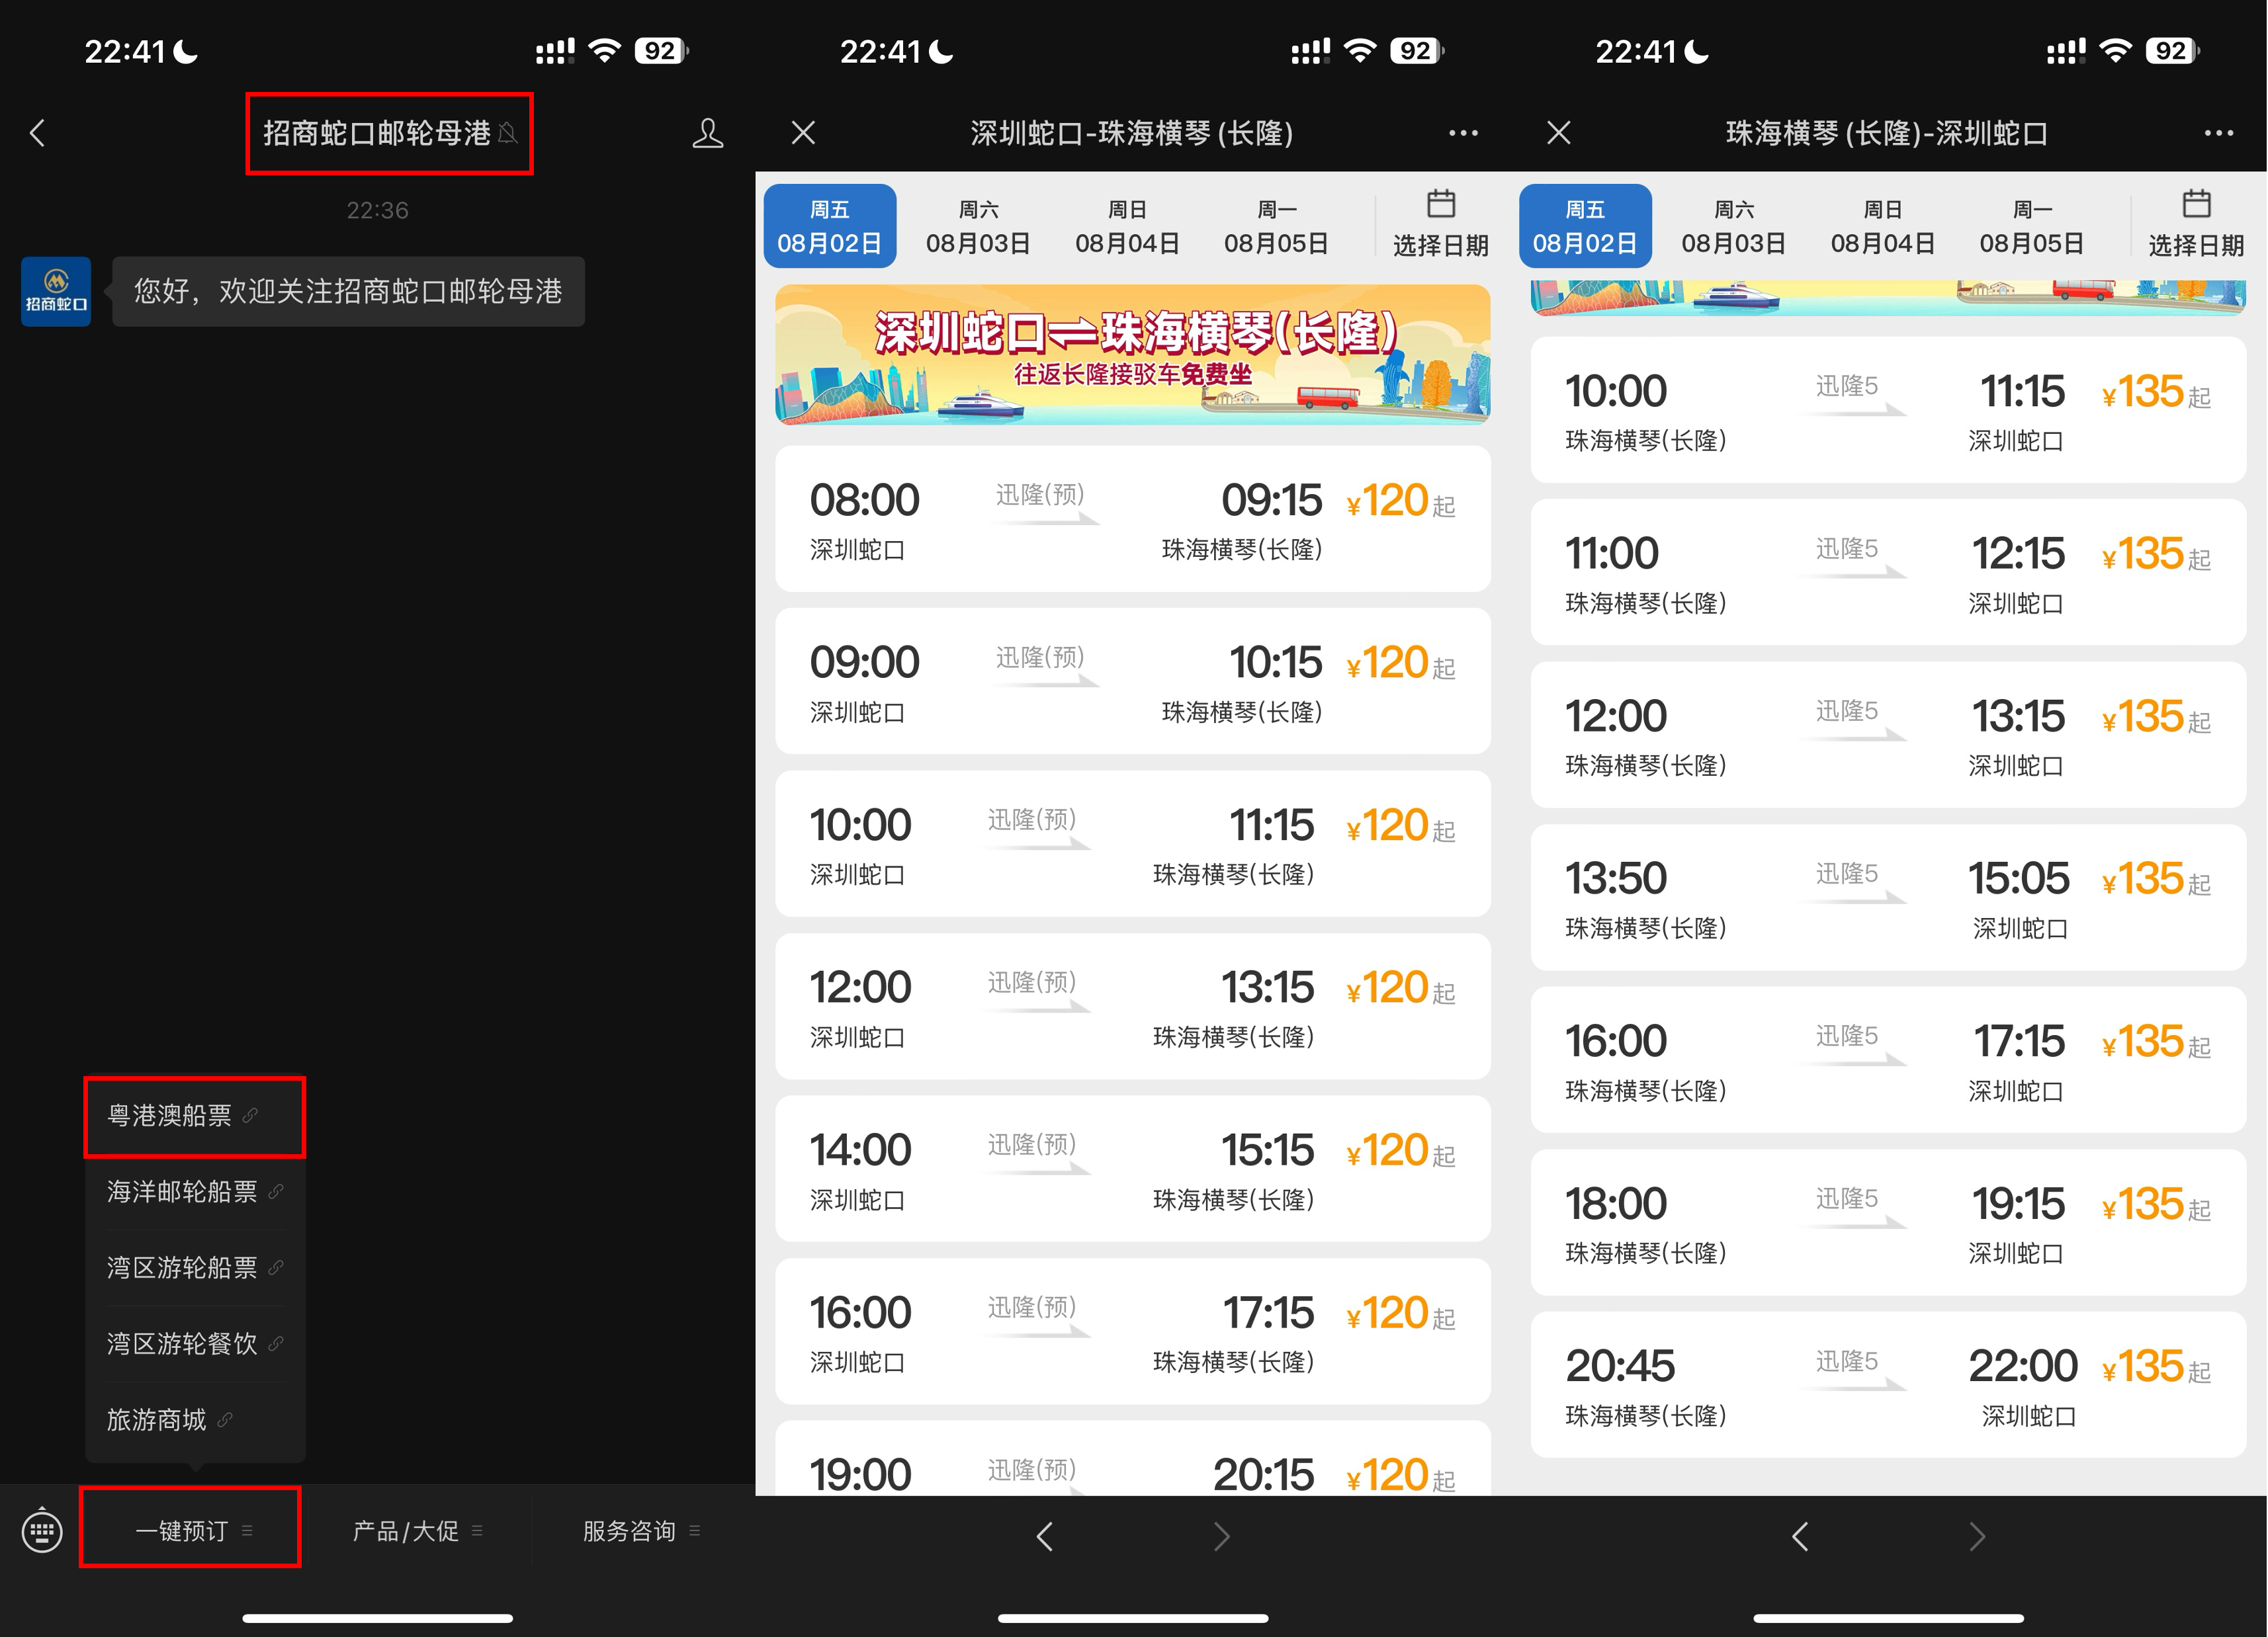 22:41
92
招商蛇口邮轮母港
22:36
招商蛇口
您好，欢迎关注招商蛇口邮轮母港
粤港澳船票
海洋邮轮船票
湾区游轮船票
湾区游轮餐饮
旅游商城
一键预订
产品/大促
服务咨询
22:41
92
深圳蛇口-珠海横琴(长隆)
周五
08月02日
周六
08月03日
周日
08月04日
周一
08月05日
选择日期
深圳蛇口⇌珠海横琴(长隆)
往返长隆接驳车免费坐
08:00 迅隆(预) 09:15 ¥120起
深圳蛇口 珠海横琴(长隆)
09:00 迅隆(预) 10:15 ¥120起
深圳蛇口 珠海横琴(长隆)
10:00 迅隆(预) 11:15 ¥120起
深圳蛇口 珠海横琴(长隆)
12:00 迅隆(预) 13:15 ¥120起
深圳蛇口 珠海横琴(长隆)
14:00 迅隆(预) 15:15 ¥120起
深圳蛇口 珠海横琴(长隆)
16:00 迅隆(预) 17:15 ¥120起
深圳蛇口 珠海横琴(长隆)
19:00 迅隆(预) 20:15 ¥120起
22:41
92
珠海横琴(长隆)-深圳蛇口
周五
08月02日
周六
08月03日
周日
08月04日
周一
08月05日
选择日期
10:00 迅隆5 11:15 ¥135起
珠海横琴(长隆) 深圳蛇口
11:00 迅隆5 12:15 ¥135起
珠海横琴(长隆) 深圳蛇口
12:00 迅隆5 13:15 ¥135起
珠海横琴(长隆) 深圳蛇口
13:50 迅隆5 15:05 ¥135起
珠海横琴(长隆) 深圳蛇口
16:00 迅隆5 17:15 ¥135起
珠海横琴(长隆) 深圳蛇口
18:00 迅隆5 19:15 ¥135起
珠海横琴(长隆) 深圳蛇口
20:45 迅隆5 22:00 ¥135起
珠海横琴(长隆) 深圳蛇口